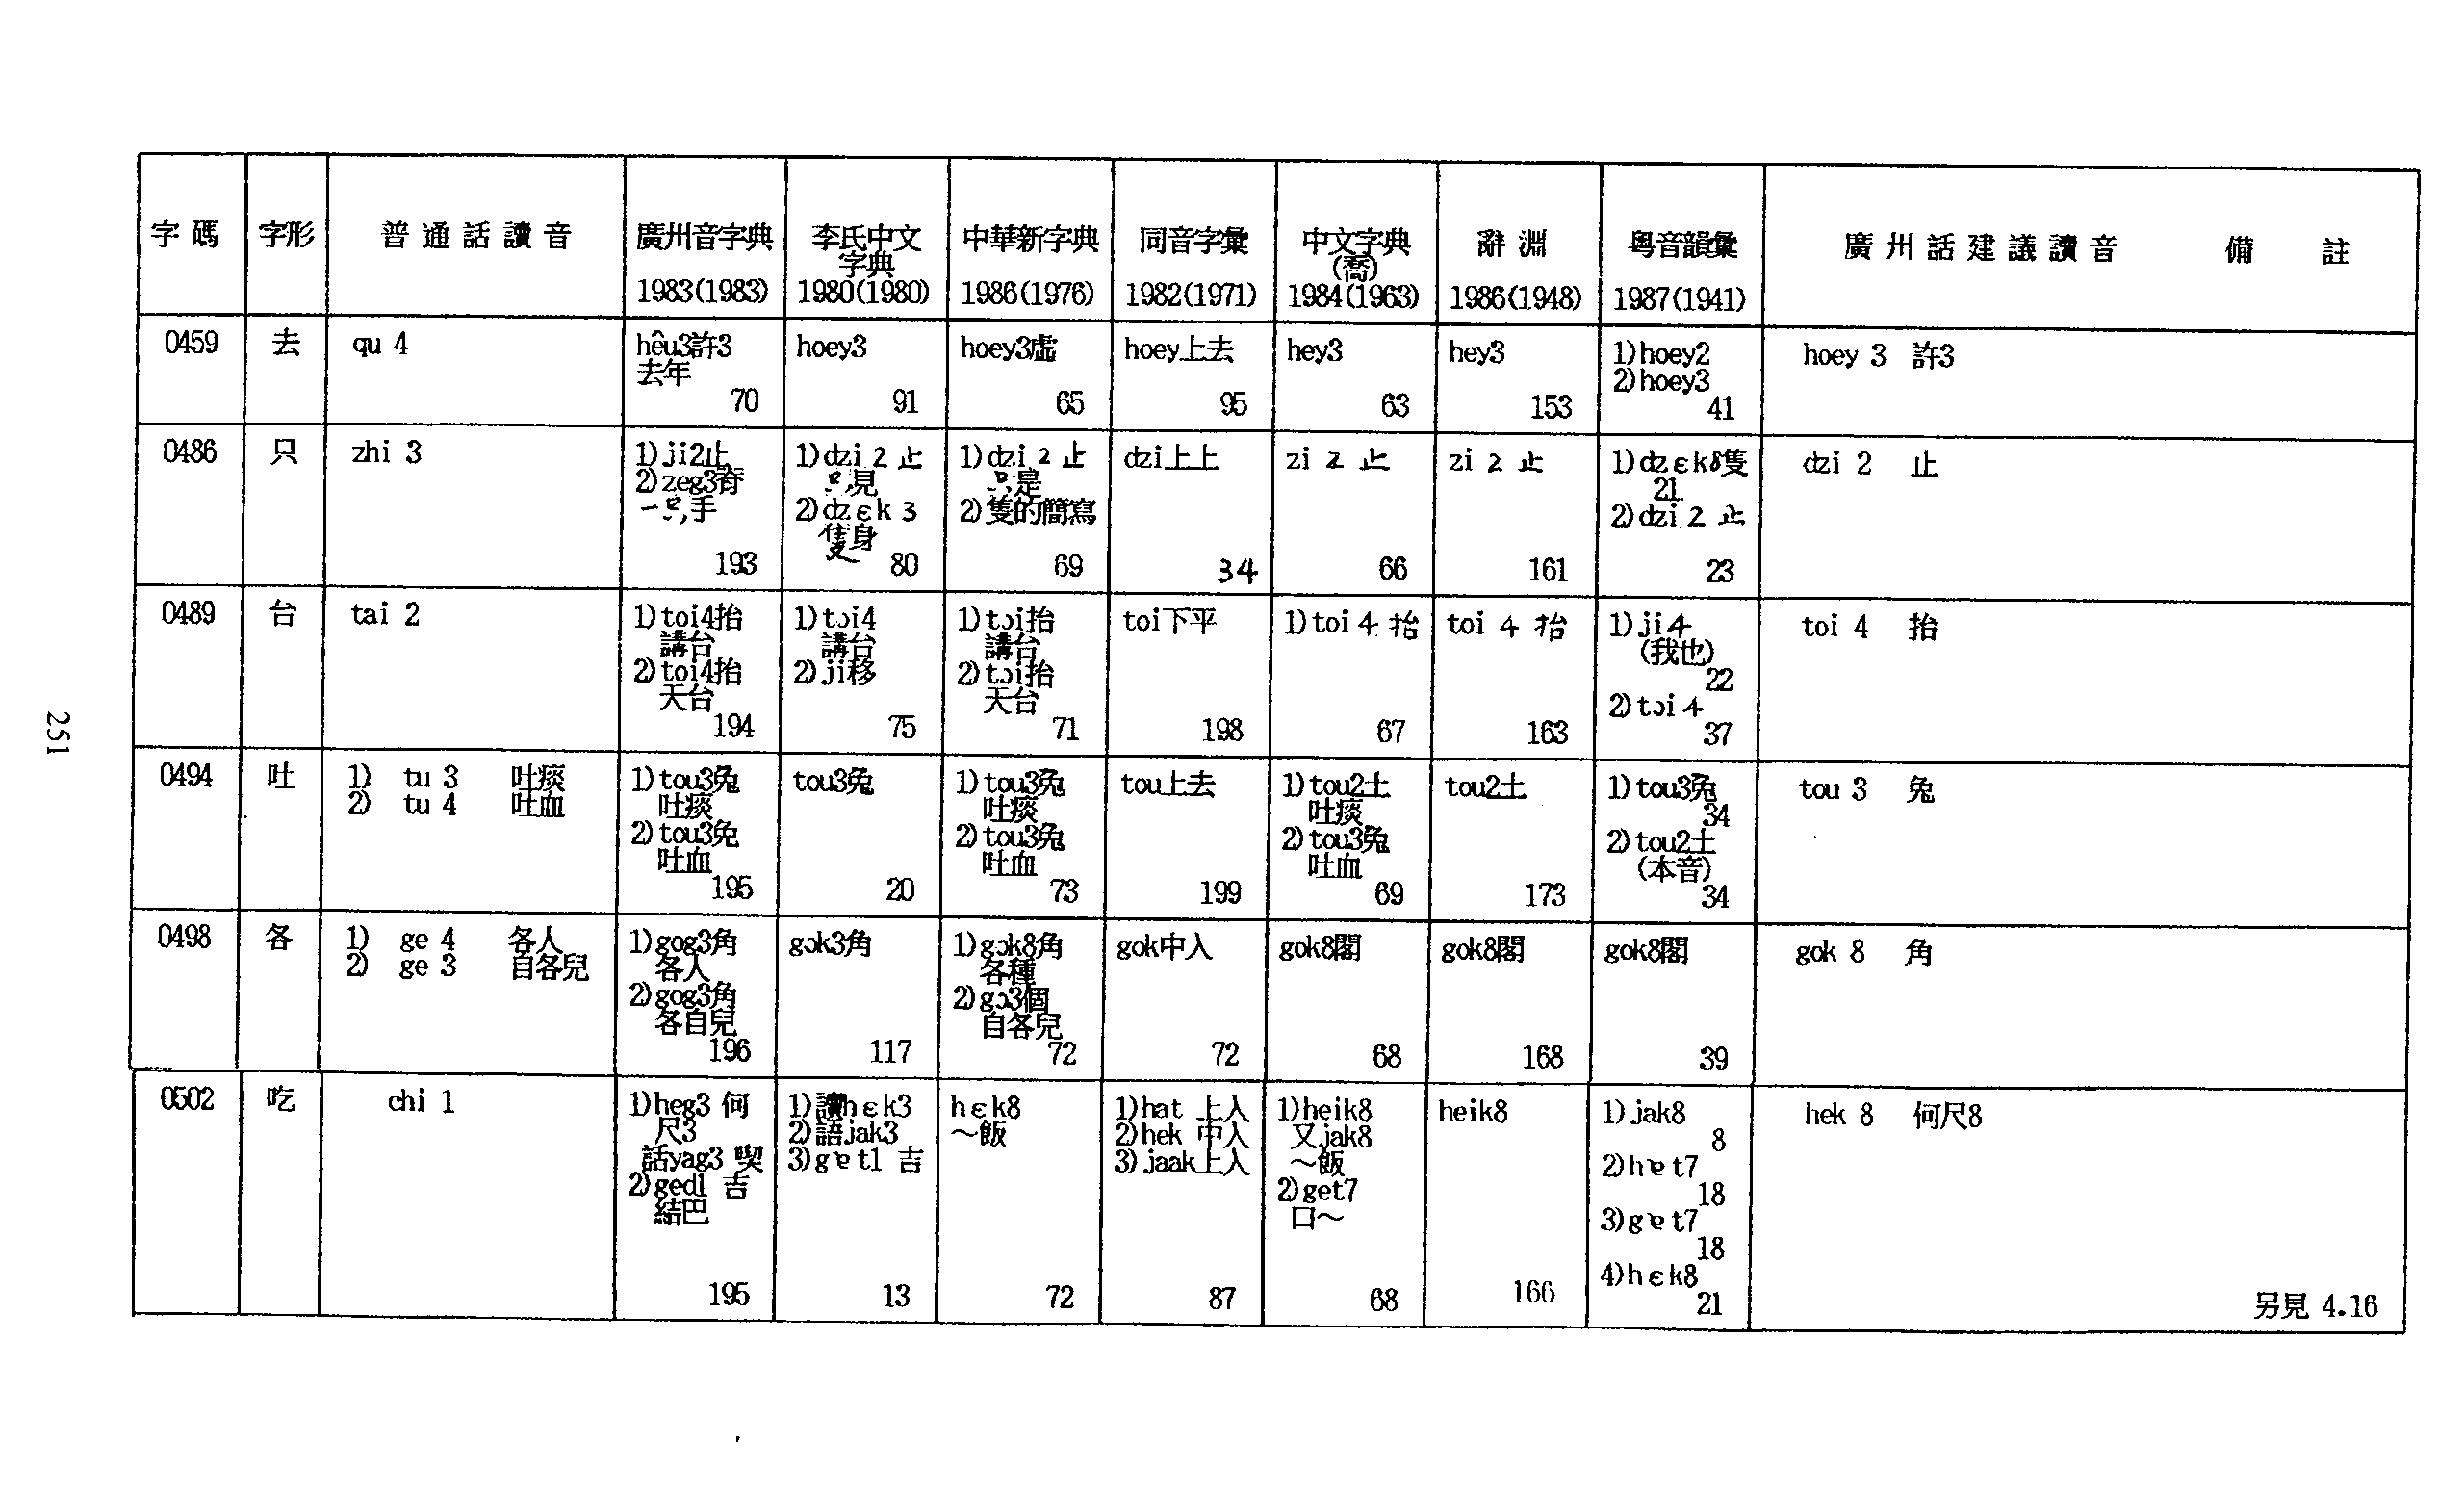 字碼 字形 普通話讀音 廣州音字典 李氏中文 中華新字典 同音字彙 中文字典 辭淵 粵音韻彙 廣州話建議讀音 備註
字典 (喬)
1983(1983) 1980(1980) 1986(1976) 1982(1971) 1984(1963) 1986(1948) 1987(1941)
0459 去 qu 4
hêu3許3
去年
70
hoey3
91
hoey3虛
65
hoey上去
95
hey3
63
hey3
153
1)hoey2
2)hoey3
41
hoey 3 許3
0486 只 zhi 3
1)ji2止
2)zeg3脊
一只手
193
1)dzi 2 止
只見
2)dzɛk 3
隻身
80
1)dzi 2 止
只是
2)隻的簡寫
69
dzi上上
34
zi 2 止
66
zi 2 止
161
1)dzɛk8隻
21
2)dzi 2 止
23
dzi 2 止
0489 台 tai 2
1)toi4抬
講台
2)toi4抬
天台
194
1)tɔi4
講台
2)ji移
75
1)tɔi抬
講台
2)tɔi抬
天台
71
toi下平
198
1)toi 4 抬
67
toi 4 抬
163
1)ji4
(我也)
22
2)tɔi4
37
toi 4 抬
251
0494 吐
1) tu 3 吐痰
2) tu 4 吐血
1)tou3兔
吐痰
2)tou3兔
吐血
195
tou3兔
20
1)tou3兔
吐痰
2)tou3兔
吐血
73
tou上去
199
1)tou2土
吐痰
2)tou3兔
吐血
69
tou2土
173
1)tou3兔
34
2)tou2土
(本音)
34
tou 3 兔
0498 各
1) ge 4 各人
2) ge 3 自各兒
1)gog3角
各人
2)gog3角
各自兒
196
gɔk3角
117
1)gɔk8角
各種
2)gɔ3個
自各兒
72
gok中入
72
gok8閣
68
gok8閣
168
gok8閣
39
gok 8 角
0502 吃 chi 1
1)heg3 何
尺3
話yag3 喫
2)ged1 吉
結巴
195
1)讀hɛk3
2)語jak3
3)gɐt1 吉
13
hɛk8
～飯
72
1)hat 上入
2)hek 中入
3)jaak上入
87
1)heik8
又jak8
～飯
2)get7
口～
68
heik8
166
1)jak8
8
2)hɐt7
18
3)gɐt7
18
4)hɛk8
21
hek 8 何尺8
另見 4.16